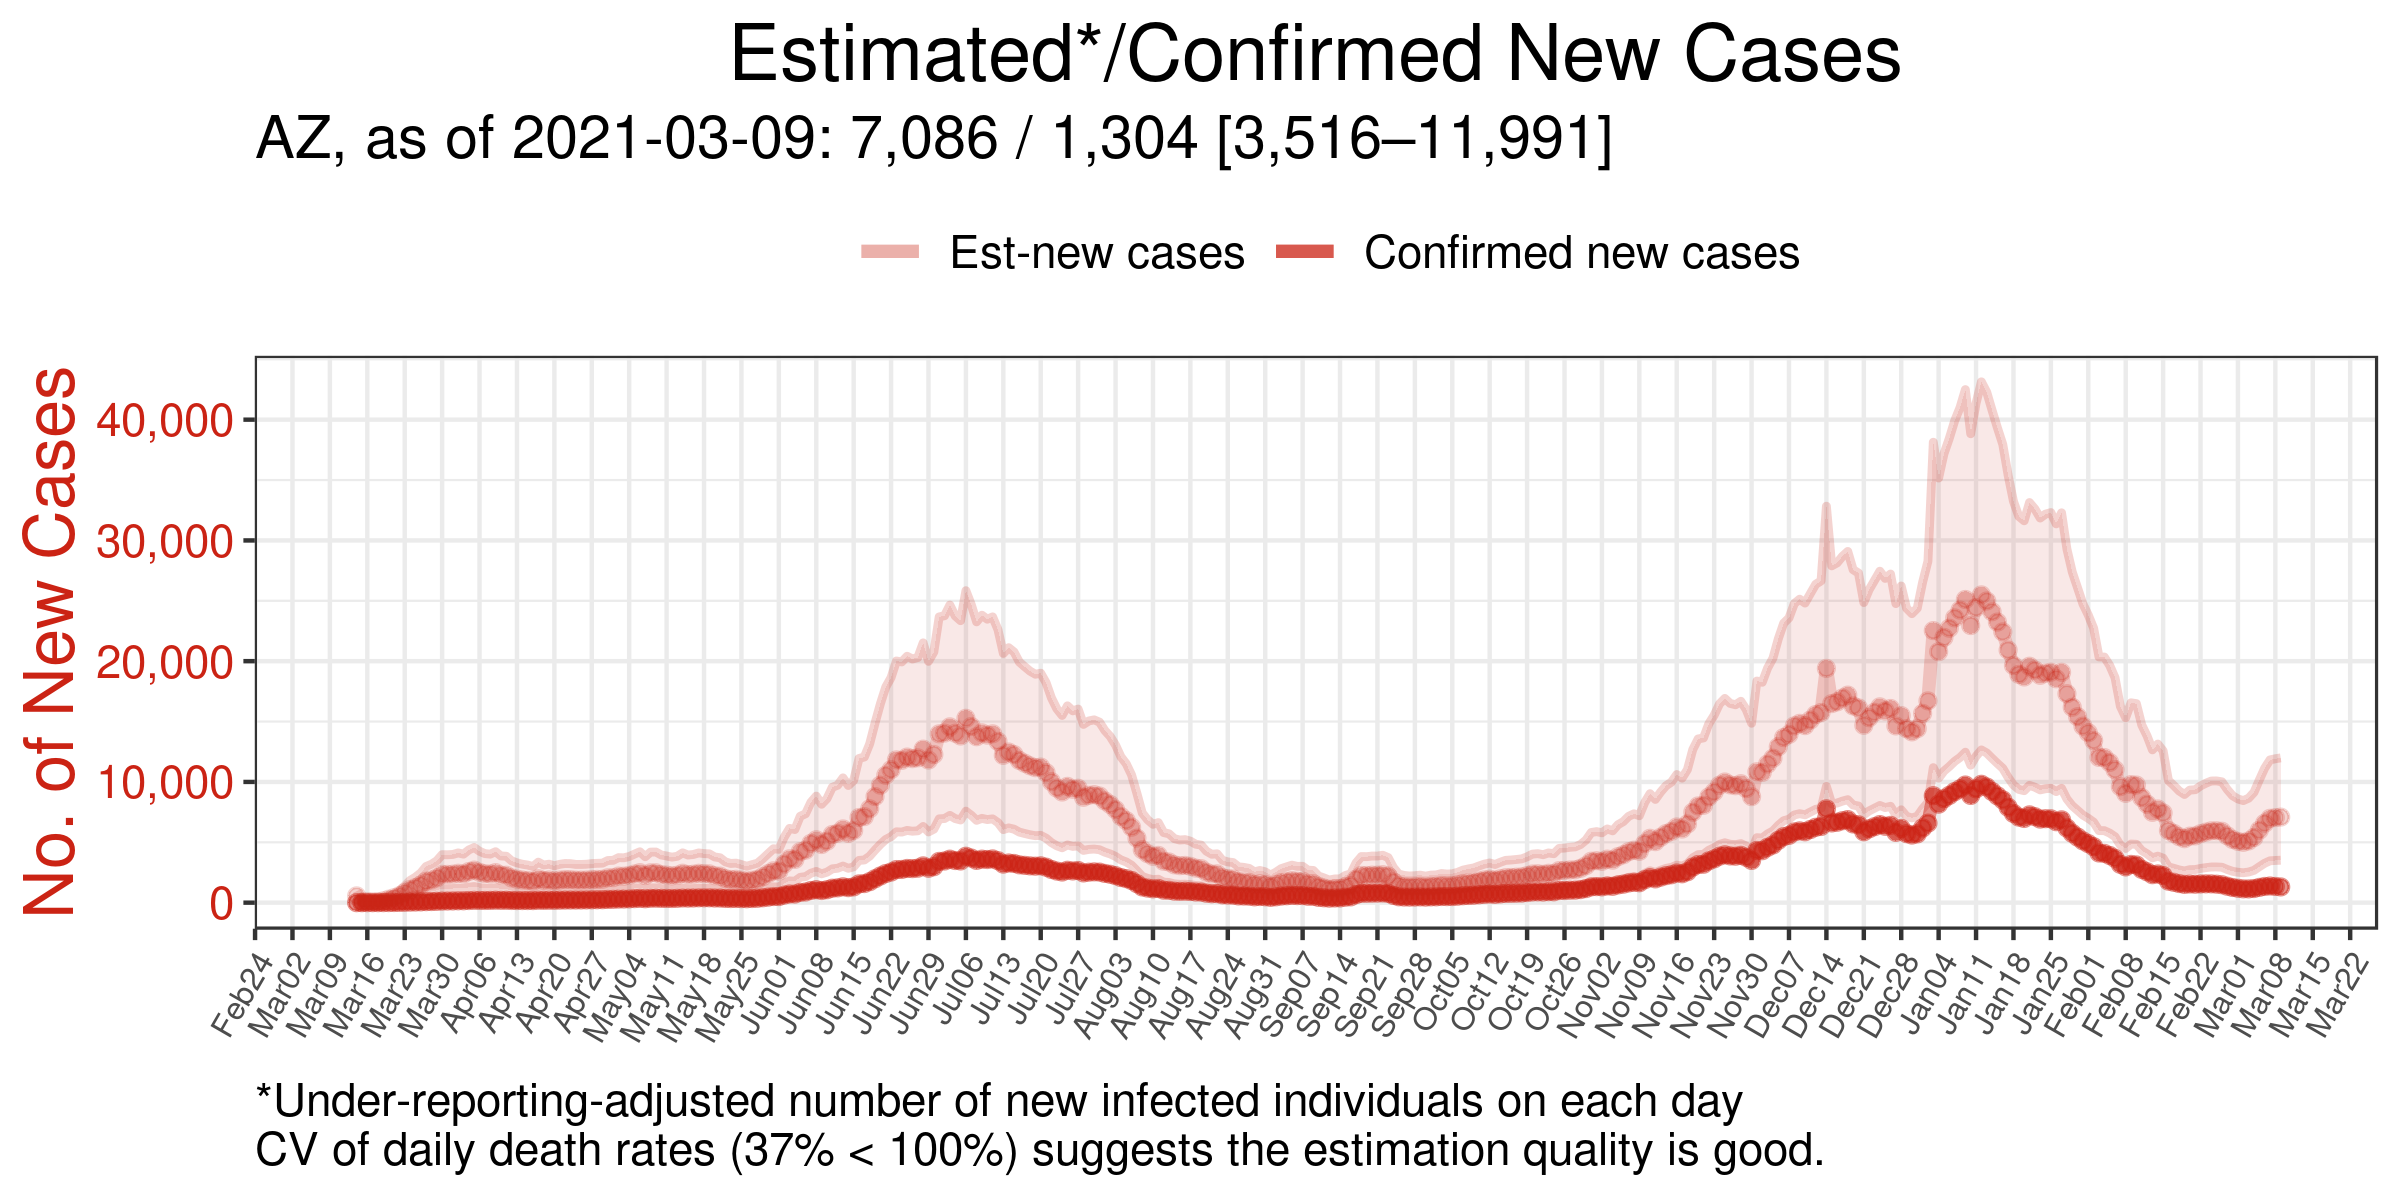 Estimated*/Confirmed New Cases
AZ, as of 2021-03-09: 7,086 / 1,304 [3,516–11,991]
Est-new cases Confirmed new cases
No. of New Cases
40,000
30,000
20,000
10,000
0
Feb24 Mar02 Mar09 Mar16 Mar23 Mar30 Apr06 Apr13 Apr20 Apr27 May04 May11 May18 May25 Jun01 Jun08 Jun15 Jun22 Jun29 Jul06 Jul13 Jul20 Jul27 Aug03 Aug10 Aug17 Aug24 Aug31 Sep07 Sep14 Sep21 Sep28 Oct05 Oct12 Oct19 Oct26 Nov02 Nov09 Nov16 Nov23 Nov30 Dec07 Dec14 Dec21 Dec28 Jan04 Jan11 Jan18 Jan25 Feb01 Feb08 Feb15 Feb22 Mar01 Mar08 Mar15 Mar22
*Under-reporting-adjusted number of new infected individuals on each day
CV of daily death rates (37% < 100%) suggests the estimation quality is good.